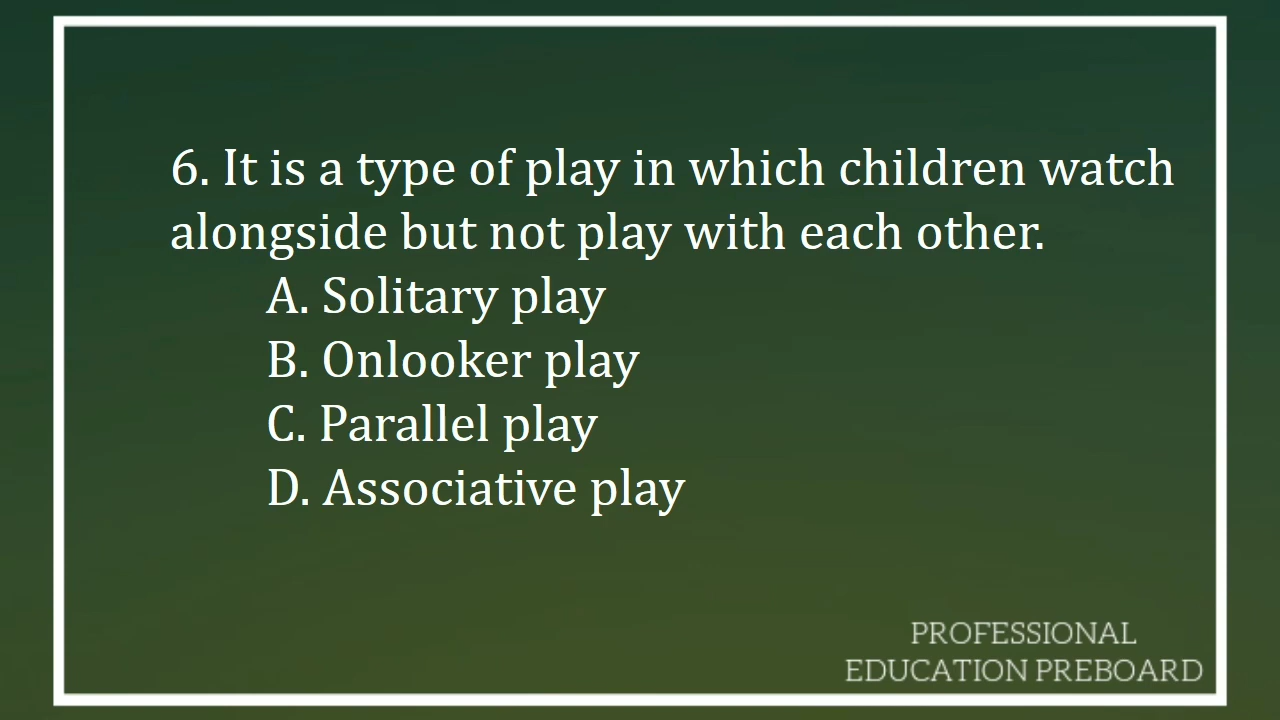 6. It is a type of play in which children watch
alongside but not play with each other.
A. Solitary play
B. Onlooker play
C. Parallel play
D. Associative play
PROFESSIONAL
EDUCATION PREBOARD